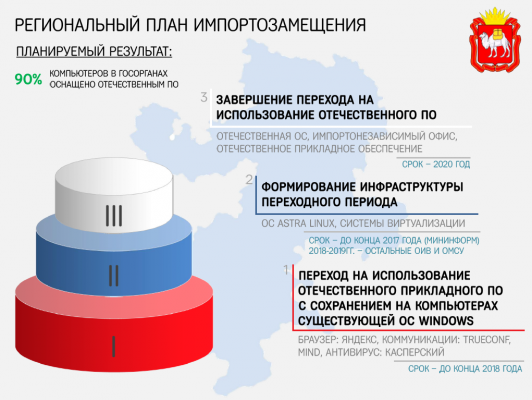 РЕГИОНАЛЬНЫЙ ПЛАН ИМПОРТОЗАМЕЩЕНИЯ
ПЛАНИРУЕМЫЙ РЕЗУЛЬТАТ:
90% КОМПЬЮТЕРОВ В ГОСОРГАНАХ
ОСНАЩЕНО ОТЕЧЕСТВЕННЫМ ПО
3 ЗАВЕРШЕНИЕ ПЕРЕХОДА НА
ИСПОЛЬЗОВАНИЕ ОТЕЧЕСТВЕННОГО ПО
ОТЕЧЕСТВЕННАЯ ОС, ИМПОРТОНЕЗАВИСИМЫЙ ОФИС,
ОТЕЧЕСТВЕННОЕ ПРИКЛАДНОЕ ОБЕСПЕЧЕНИЕ
СРОК – 2020 ГОД
2 ФОРМИРОВАНИЕ ИНФРАСТРУКТУРЫ
ПЕРЕХОДНОГО ПЕРИОДА
ОС ASTRA LINUX, СИСТЕМЫ ВИРТУАЛИЗАЦИИ
СРОК – ДО КОНЦА 2017 ГОДА (МИНИНФОРМ)
2018-2019ГГ. – ОСТАЛЬНЫЕ ОИВ И ОМСУ
1 ПЕРЕХОД НА ИСПОЛЬЗОВАНИЕ
ОТЕЧЕСТВЕННОГО ПРИКЛАДНОГО ПО
С СОХРАНЕНИЕМ НА КОМПЬЮТЕРАХ
СУЩЕСТВУЮЩЕЙ ОС WINDOWS
БРАУЗЕР: ЯНДЕКС, КОММУНИКАЦИИ: TRUECONF,
MIND, АНТИВИРУС: КАСПЕРСКИЙ
СРОК – ДО КОНЦА 2018 ГОДА
III
II
I